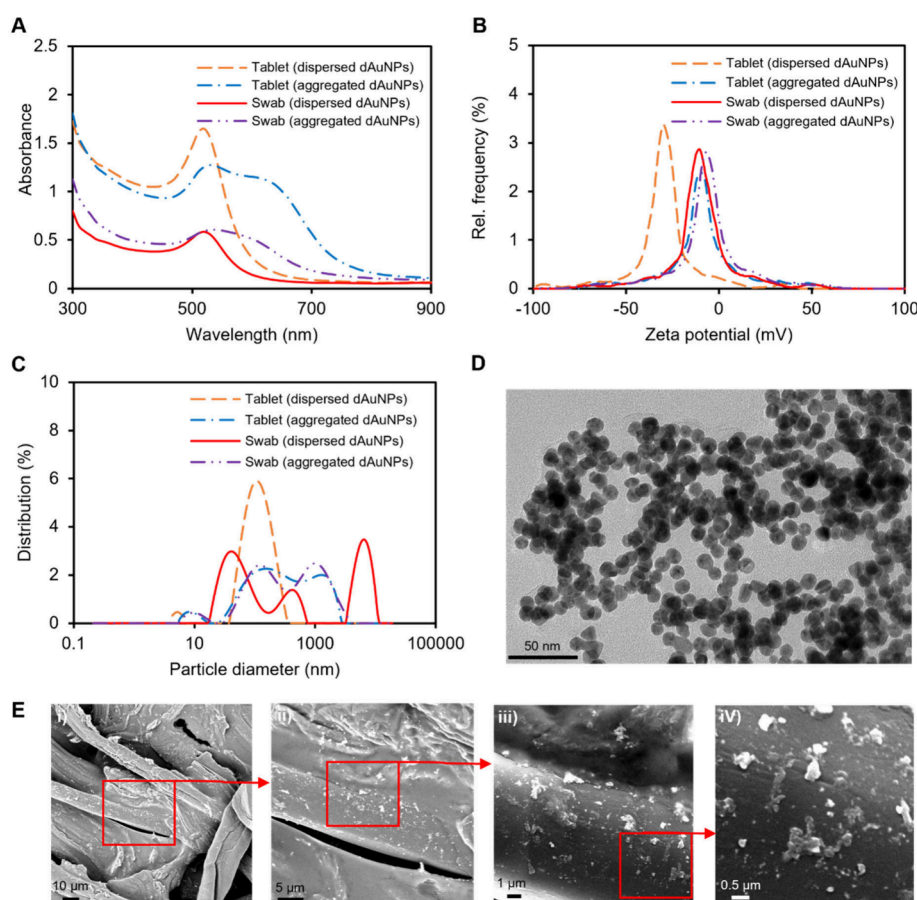 A
2.5
2
1.5
1
0.5
0
Absorbance
Tablet (dispersed dAuNPs)
Tablet (aggregated dAuNPs)
Swab (dispersed dAuNPs)
Swab (aggregated dAuNPs)
300
500
700
900
Wavelength (nm)
B
5
4
3
2
1
0
Rel. frequency (%)
Tablet (dispersed dAuNPs)
Tablet (aggregated dAuNPs)
Swab (dispersed dAuNPs)
Swab (aggregated dAuNPs)
-100
-50
0
50
100
Zeta potential (mV)
C
10
8
6
4
2
0
Distribution (%)
Tablet (dispersed dAuNPs)
Tablet (aggregated dAuNPs)
Swab (dispersed dAuNPs)
Swab (aggregated dAuNPs)
0.1
10
1000
100000
Particle diameter (nm)
D
50 nm
E
i)
10 µm
ii)
5 µm
iii)
1 µm
iV)
0.5 µm